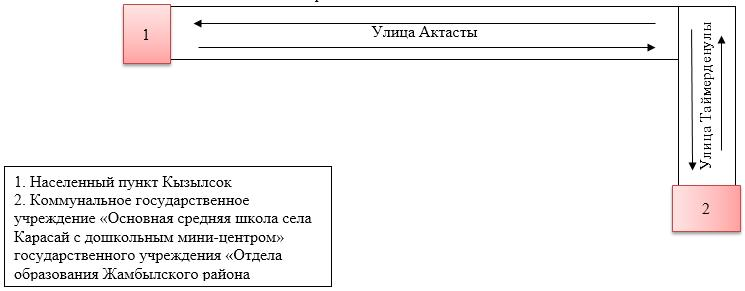 1
Улица Актасты
Улица Таймерденулы
2
1. Населенный пункт Кызылсок
2. Коммунальное государственное
учреждение «Основная средняя школа села
Карасай с дошкольным мини-центром»
государственного учреждения «Отдела
образования Жамбылского района